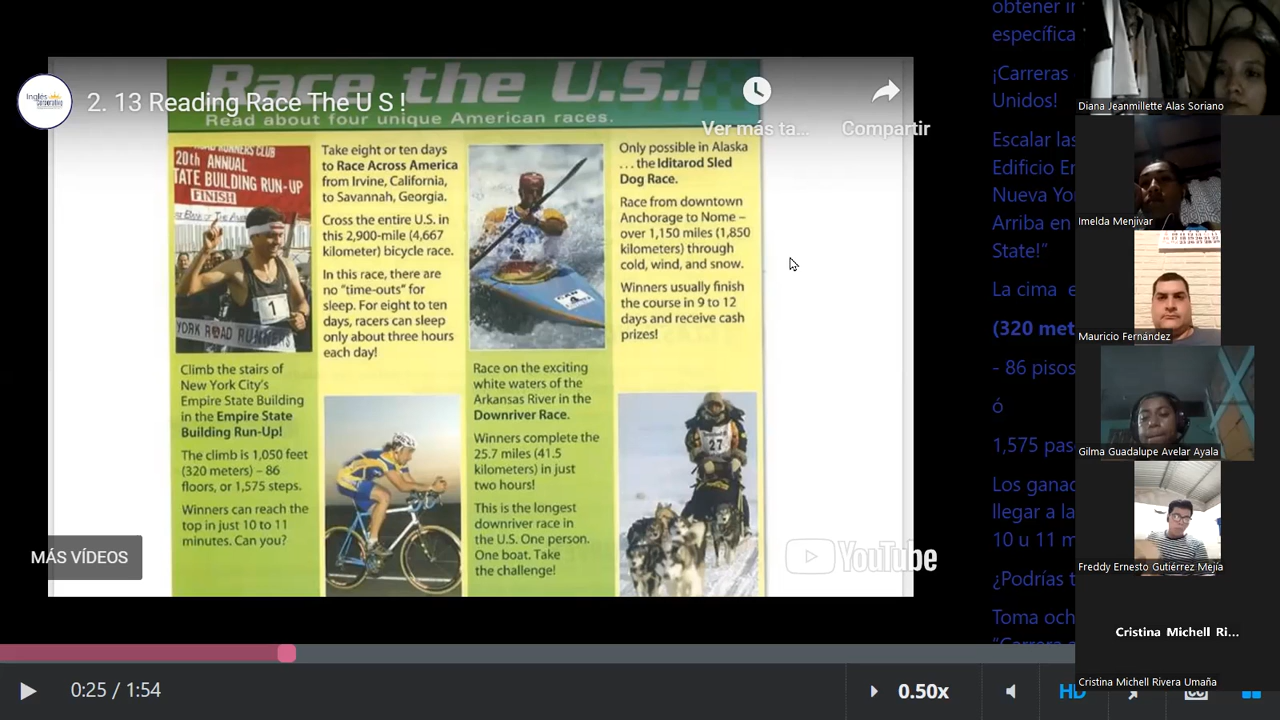 2. 13 Reading Race The U S !
Ver más ta...
Compartir
Race the U.S.!
Read about four unique American races.
20th ANNUAL
TATE BUILDING RUN-UP
FINISH
1
YORK ROAD RUNNERS
Climb the stairs of
New York City's
Empire State Building
in the Empire State
Building Run-Up!
The climb is 1,050 feet
(320 meters) – 86
floors, or 1,575 steps.
Winners can reach the
top in just 10 to 11
minutes. Can you?
Take eight or ten days
to Race Across America
from Irvine, California,
to Savannah, Georgia.
Cross the entire U.S. in
this 2,900-mile (4,667
kilometer) bicycle race.
In this race, there are
no "time-outs" for
sleep. For eight to ten
days, racers can sleep
only about three hours
each day!
Race on the exciting
white waters of the
Arkansas River in the
Downriver Race.
Winners complete the
25.7 miles (41.5
kilometers) in just
two hours!
This is the longest
downriver race in
the U.S. One person.
One boat. Take
the challenge!
Only possible in Alaska
. . . the Iditarod Sled
Dog Race.
Race from downtown
Anchorage to Nome –
over 1,150 miles (1,850
kilometers) through
cold, wind, and snow.
Winners usually finish
the course in 9 to 12
days and receive cash
prizes!
27
MÁS VÍDEOS
YouTube
0:25 / 1:54
0.50x
HD
obtener
específica
¡Carreras
Unidos!
Escalar las
Edificio
Nueva
Arriba en
State!"
La cima
(320
- 86 pisos
ó
1,575
Los
llegar a la
10 u 11
¿Podrías
Toma
Diana Jeanmillette Alas Soriano
Imelda Menjivar
Mauricio Fernández
Gilma Guadalupe Avelar Ayala
Freddy Ernesto Gutiérrez Mejía
Cristina Michell Ri...
Cristina Michell Rivera Umaña